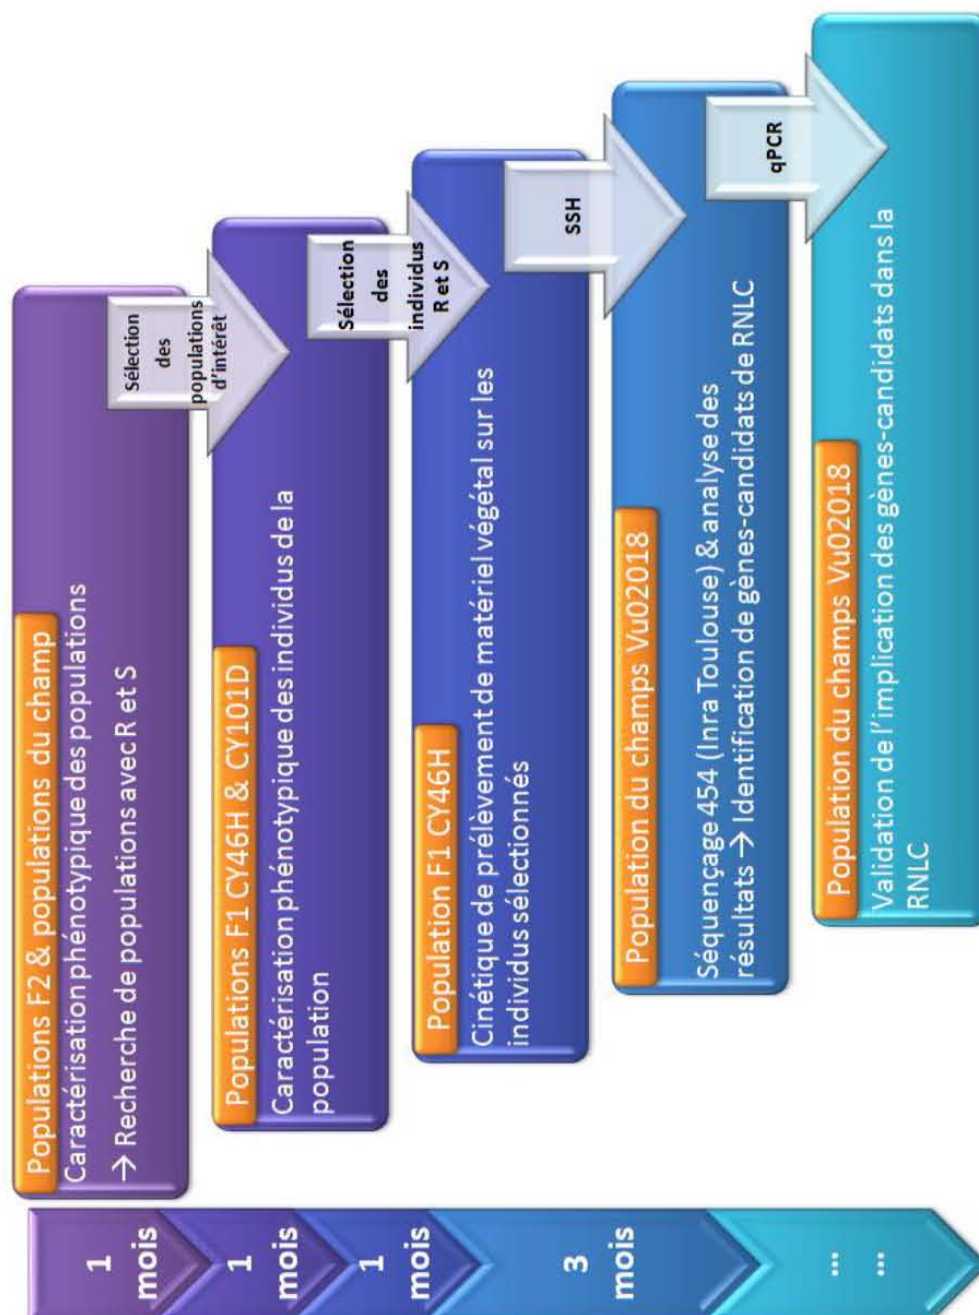 1
mois
1
mois
1
mois
3
mois
...
...
Populations F2 & populations du champ
Caractérisation phénotypique des populations
→ Recherche de populations avec R et S
Sélection
des
populations
d'intérêt
Populations F1 CY46H & CY101D
Caractérisation phénotypique des individus de la
population
Sélection
des
individus
R et S
Population F1 CY46H
Cinétique de prélèvement de matériel végétal sur les
individus sélectionnés
SSH
Population du champs Vu02018
Séquençage 454 (Inra Toulouse) & analyse des
résultats → Identification de gènes-candidats de RNLC
qPCR
Population du champs Vu02018
Validation de l'implication des gènes-candidats dans la
RNLC